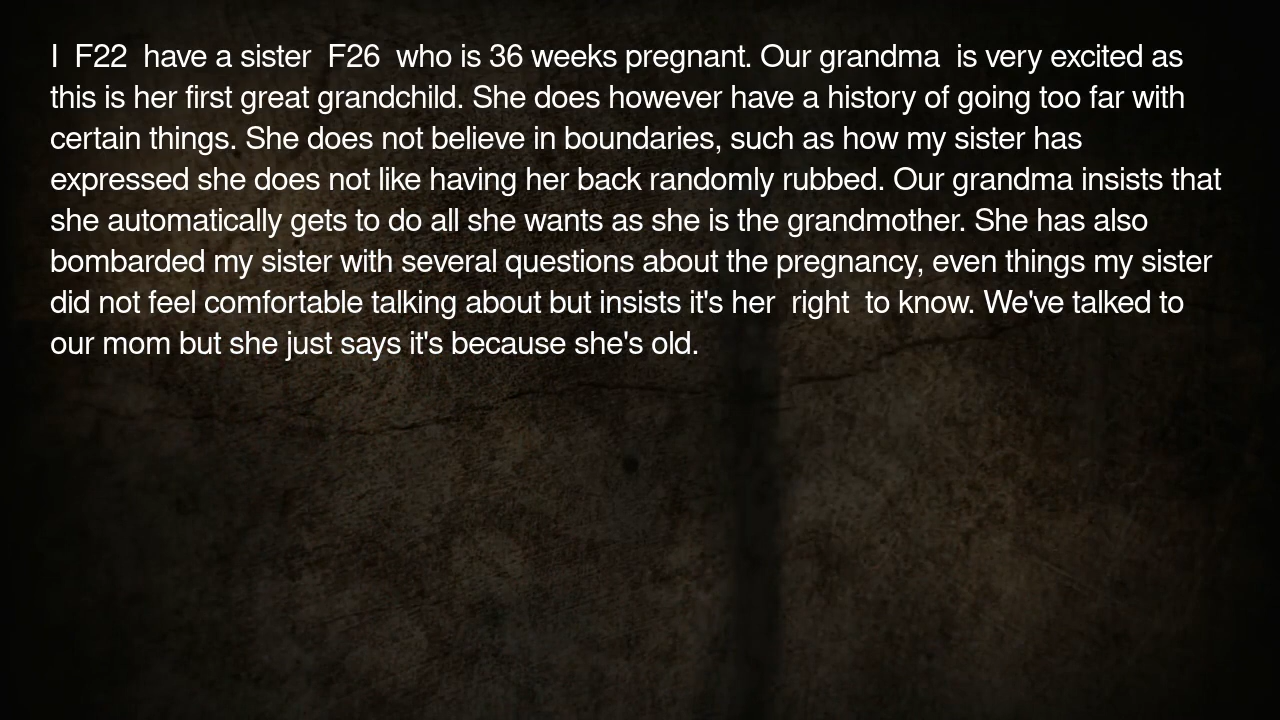 I  F22  have a sister  F26  who is 36 weeks pregnant. Our grandma  is very excited as
this is her first great grandchild. She does however have a history of going too far with
certain things. She does not believe in boundaries, such as how my sister has
expressed she does not like having her back randomly rubbed. Our grandma insists that
she automatically gets to do all she wants as she is the grandmother. She has also
bombarded my sister with several questions about the pregnancy, even things my sister
did not feel comfortable talking about but insists it's her  right  to know. We've talked to
our mom but she just says it's because she's old.